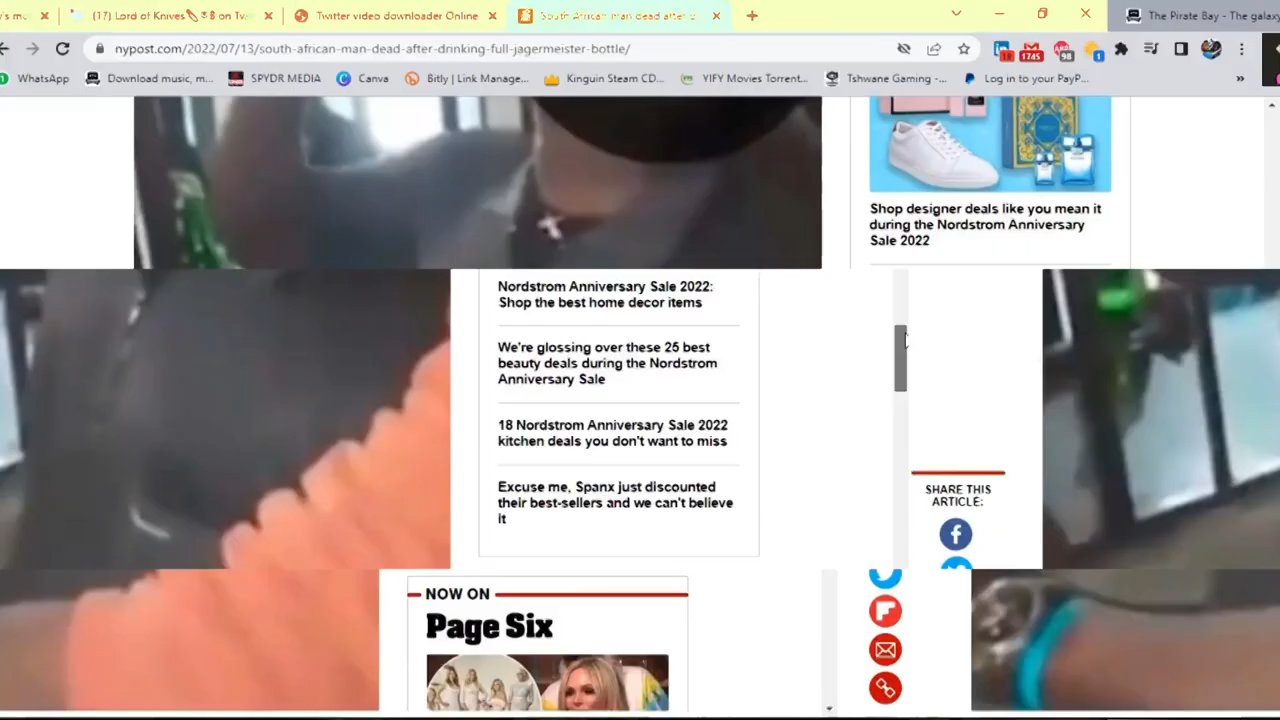 (17) Lord of Knives
Twitter video downloader Online
South African man dead after
The Pirate Bay - The galaxy
nypost.com/2022/07/13/south-african-man-dead-after-drinking-full-jagermeister-bottle/
18
1745
98
1
WhatsApp
Download music, m...
SPYDR MEDIA
Canva
Bitly | Link Manage...
Kinguin Steam CD...
YIFY Movies Torrent...
Tshwane Gaming -...
Log in to your PayP...
Shop designer deals like you mean it
during the Nordstrom Anniversary
Sale 2022
Nordstrom Anniversary Sale 2022:
Shop the best home decor items
We're glossing over these 25 best
beauty deals during the Nordstrom
Anniversary Sale
18 Nordstrom Anniversary Sale 2022
kitchen deals you don't want to miss
Excuse me, Spanx just discounted
their best-sellers and we can't believe
it
SHARE THIS
ARTICLE:
NOW ON
Page Six